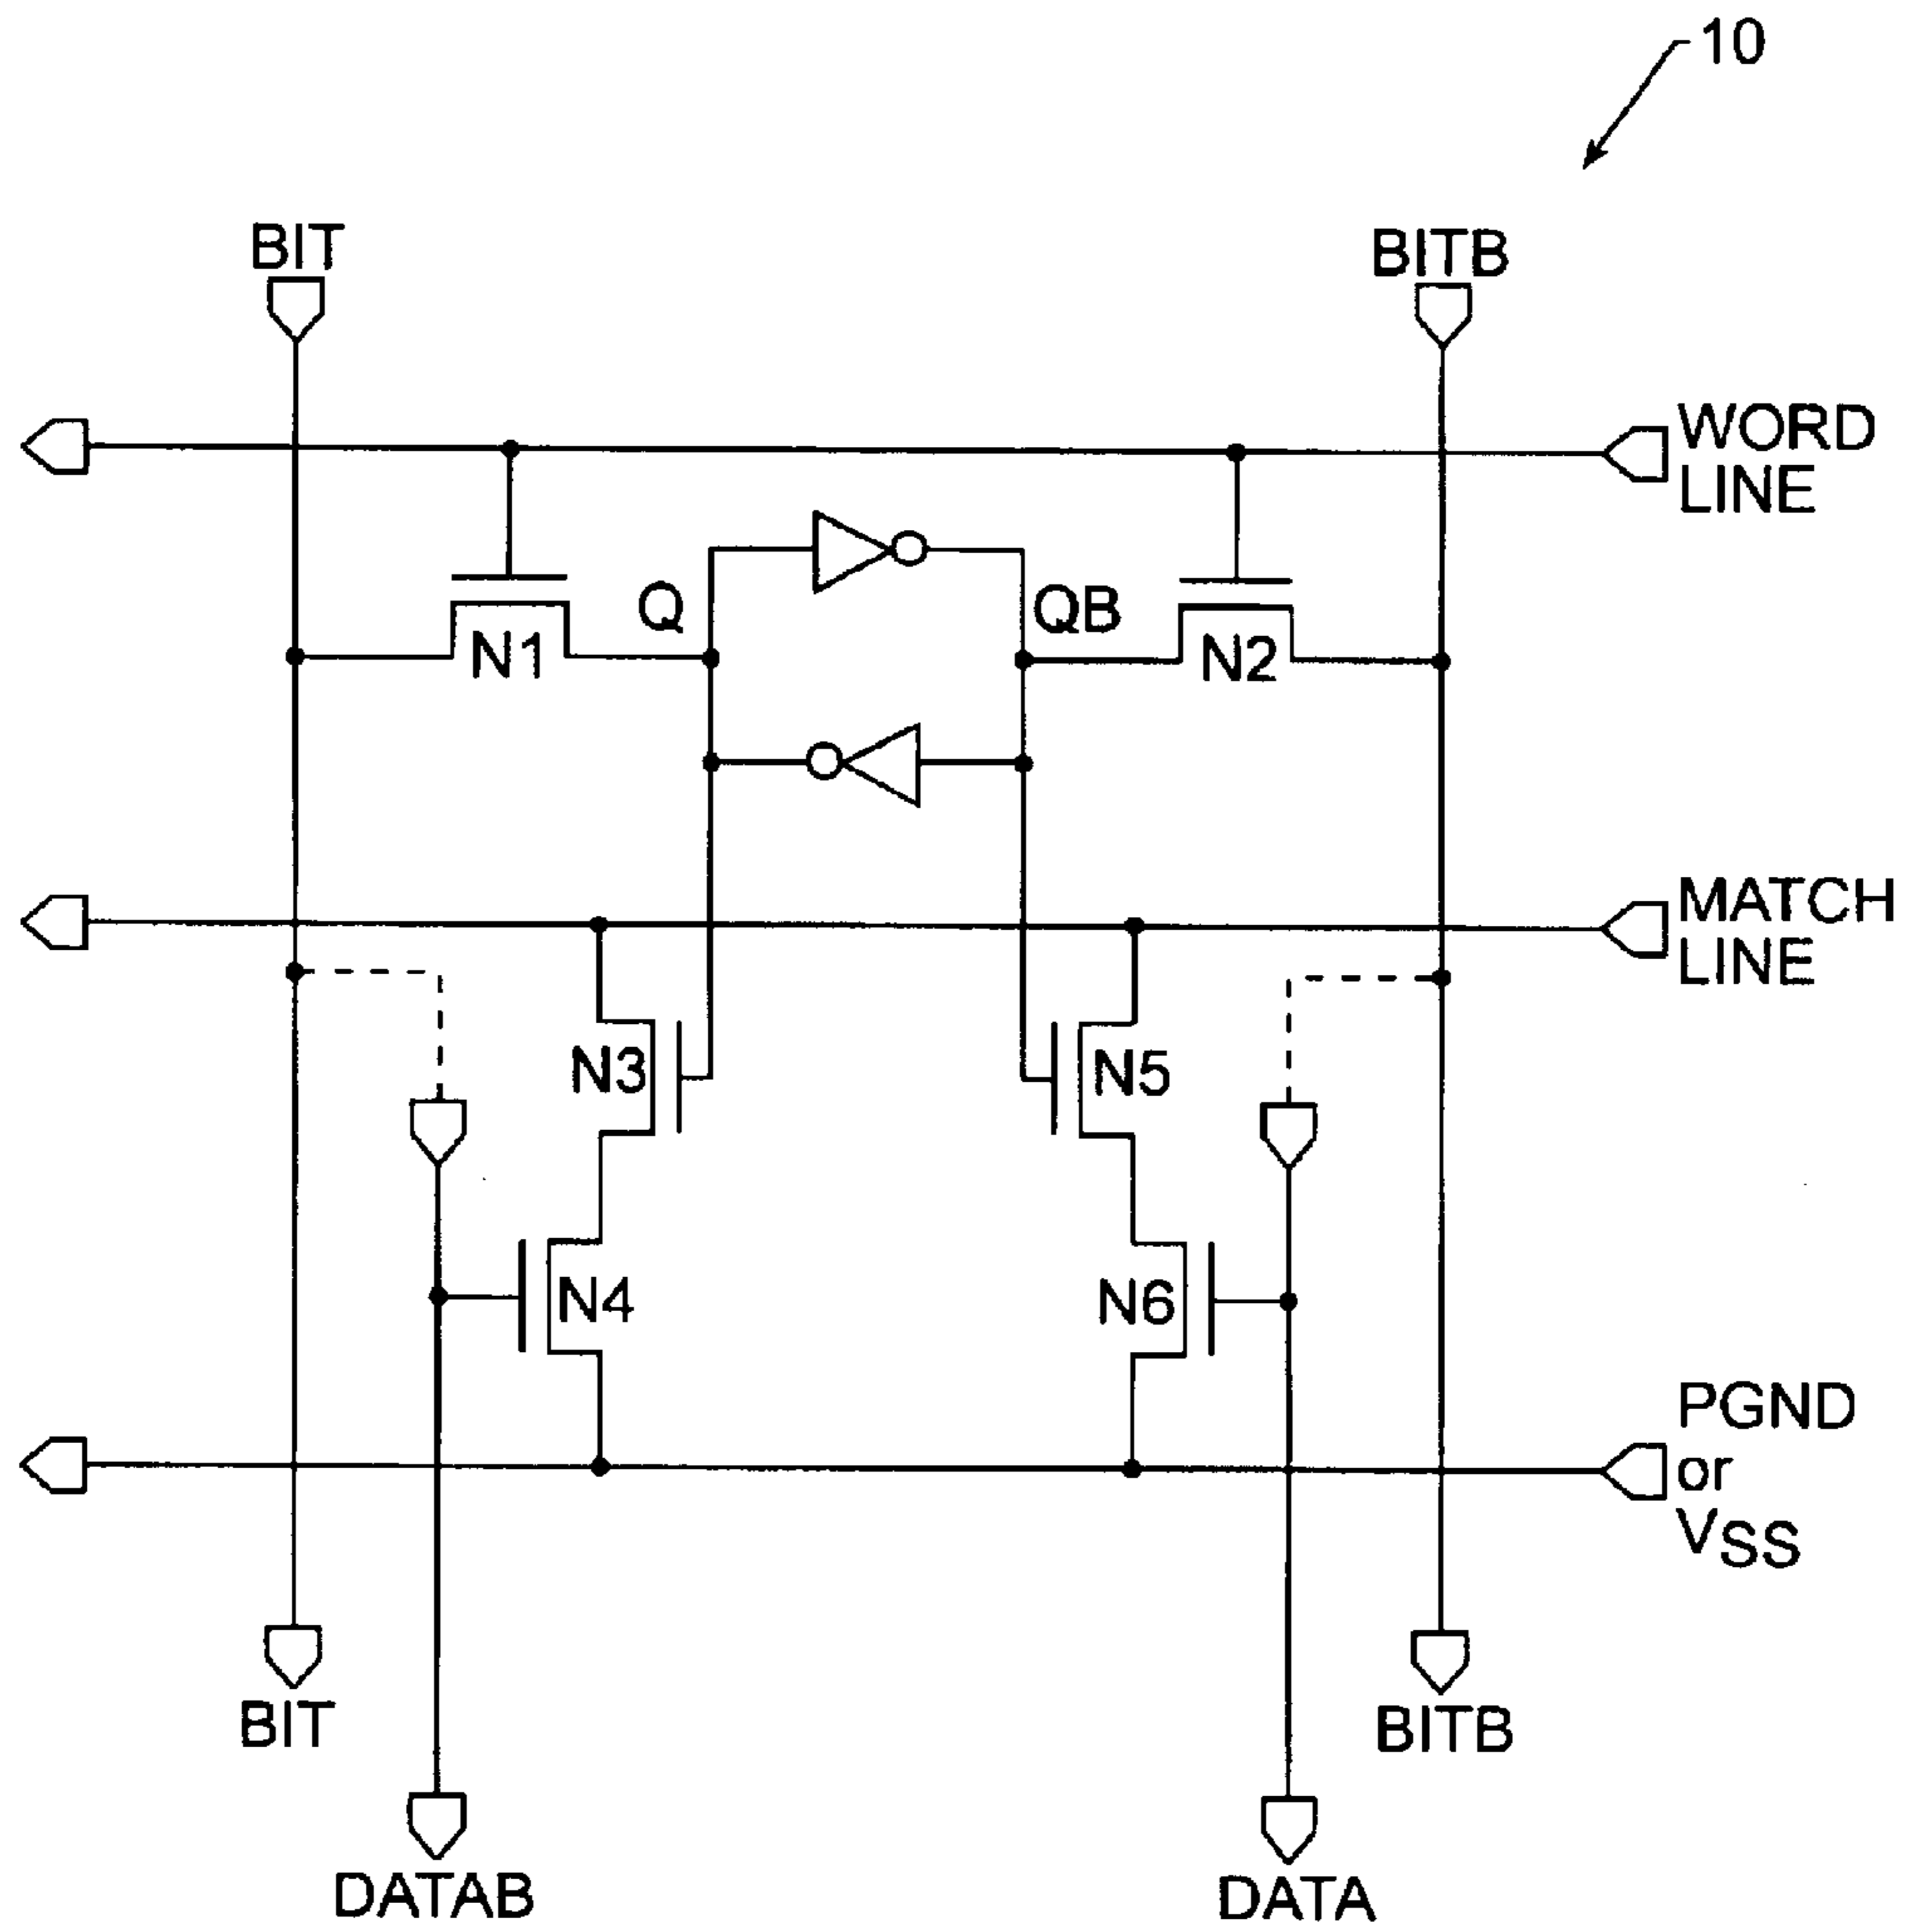 10
BIT
BITB
WORD
LINE
Q
QB
N1
N2
MATCH
LINE
N3
N5
N4
N6
PGND
or
VSS
BIT
BITB
DATAB
DATA